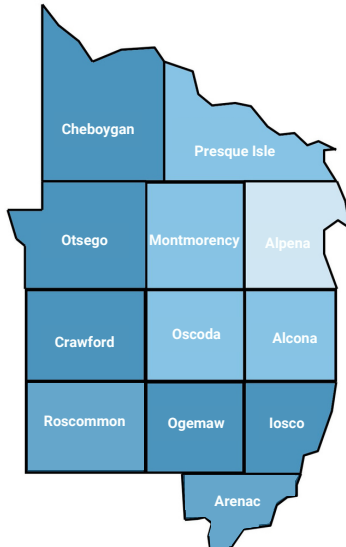 Cheboygan
Presque Isle
Otsego
Montmorency
Alpena
Crawford
Oscoda
Alcona
Roscommon
Ogemaw
Iosco
Arenac